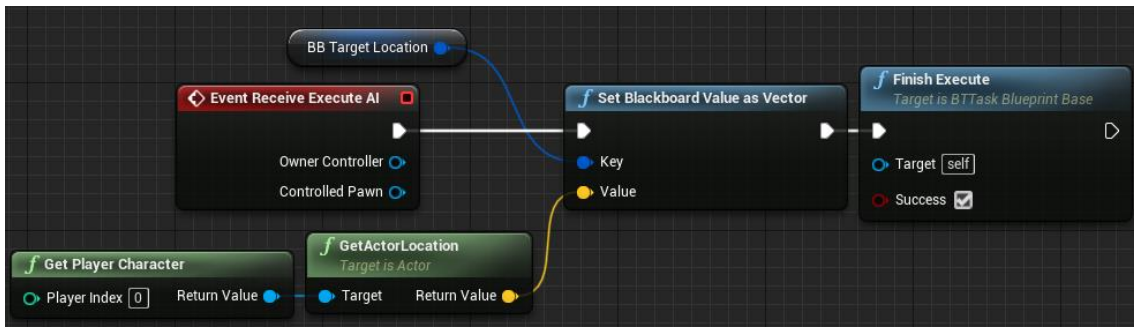 BB Target Location
Event Receive Execute AI
Owner Controller
Controlled Pawn
f Set Blackboard Value as Vector
Key
Value
f Finish Execute
Target is BTTask Blueprint Base
Target self
Success
f Get Player Character
Player Index 0 Return Value
f GetActorLocation
Target is Actor
Target Return Value